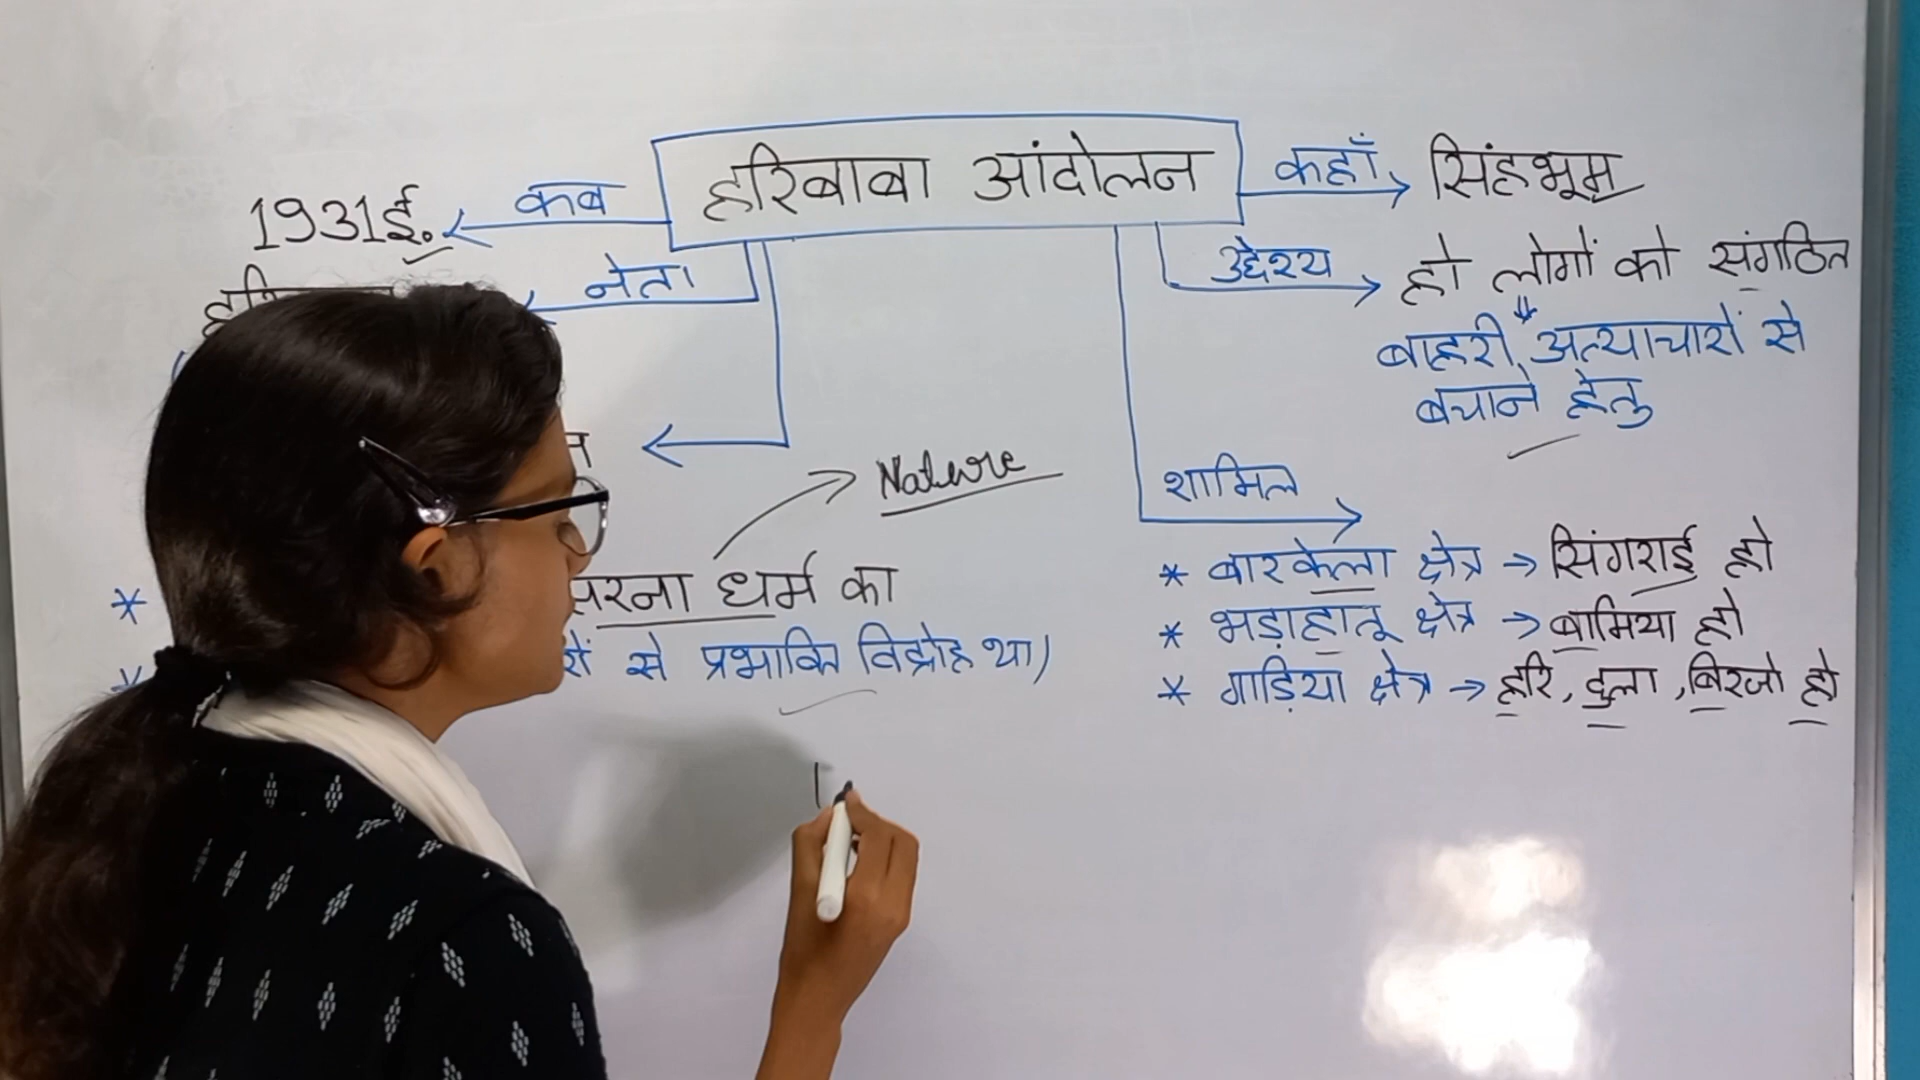 हरिबाबा आंदोलन
कब
1931ई.
नेता
कहाँ
सिंहभूम
उद्देश्य
हो लोगों को संगठित
बाहरी अत्याचारों से
बचाने हेतु
Nature
सरना धर्म का
से प्रभावित विद्रोह था)
शामिल
* बारकेला क्षेत्र → सिंगराई हो
* भड़ाहातू क्षेत्र → बामिया हो
* गाड़िया क्षेत्र → हरि, दुला, बिरजो हो